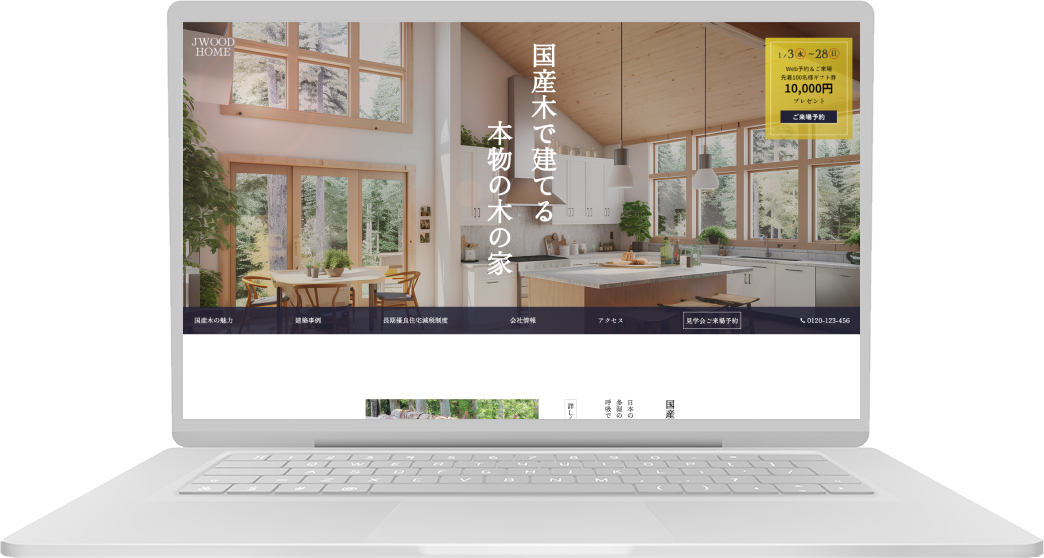 JWOOD
HOME
国産木で建てる
本物の木の家
1/3水~28日
Web予約&ご来場
先着100名様ギフト券
10,000円
プレゼント
ご来場予約
国産木の魅力
建築事例
長期優良住宅減税制度
会社情報
アクセス
見学会ご来場予約
0120-123-456
国産
日本の
多湿の
呼吸で
詳し